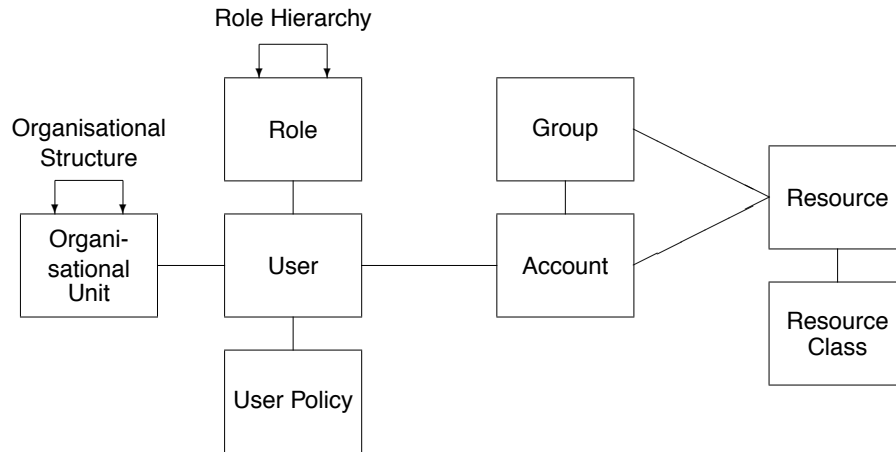 Role Hierarchy
Role
Group
Organisational
Structure
Resource
Organi-
sational
Unit
User
Account
Resource
Class
User Policy